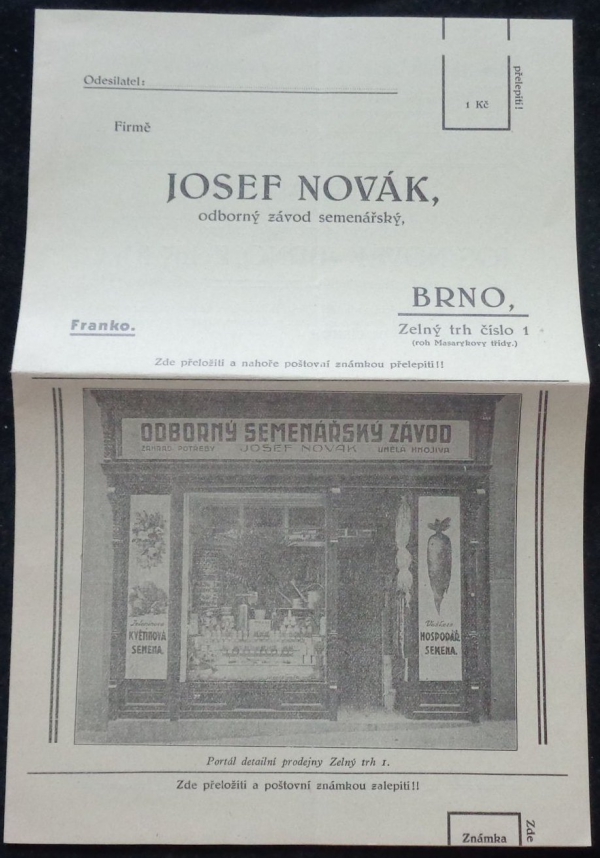 přelepiti!
Odesilatel:
1 Kč
Firmě
JOSEF NOVÁK,
odborný závod semenářský,
BRNO,
Franko.
Zelný trh číslo 1
(roh Masarykovy třídy.)
Zde přeložiti a nahoře poštovní známkou přelepiti!!
ODBORNÝ SEMENÁŘSKÝ ZÁVOD
ZAHRAD. POTŘEBY JOSEF NOVÁK UMĚLÁ HNOJIVA
KVĚTINOVÁ
SEMENA.
HOSPODÁŘ.
SEMENA.
Portál detailní prodejny Zelný trh 1.
Zde přeložiti a poštovní známkou zalepiti!!
Známka
Zde